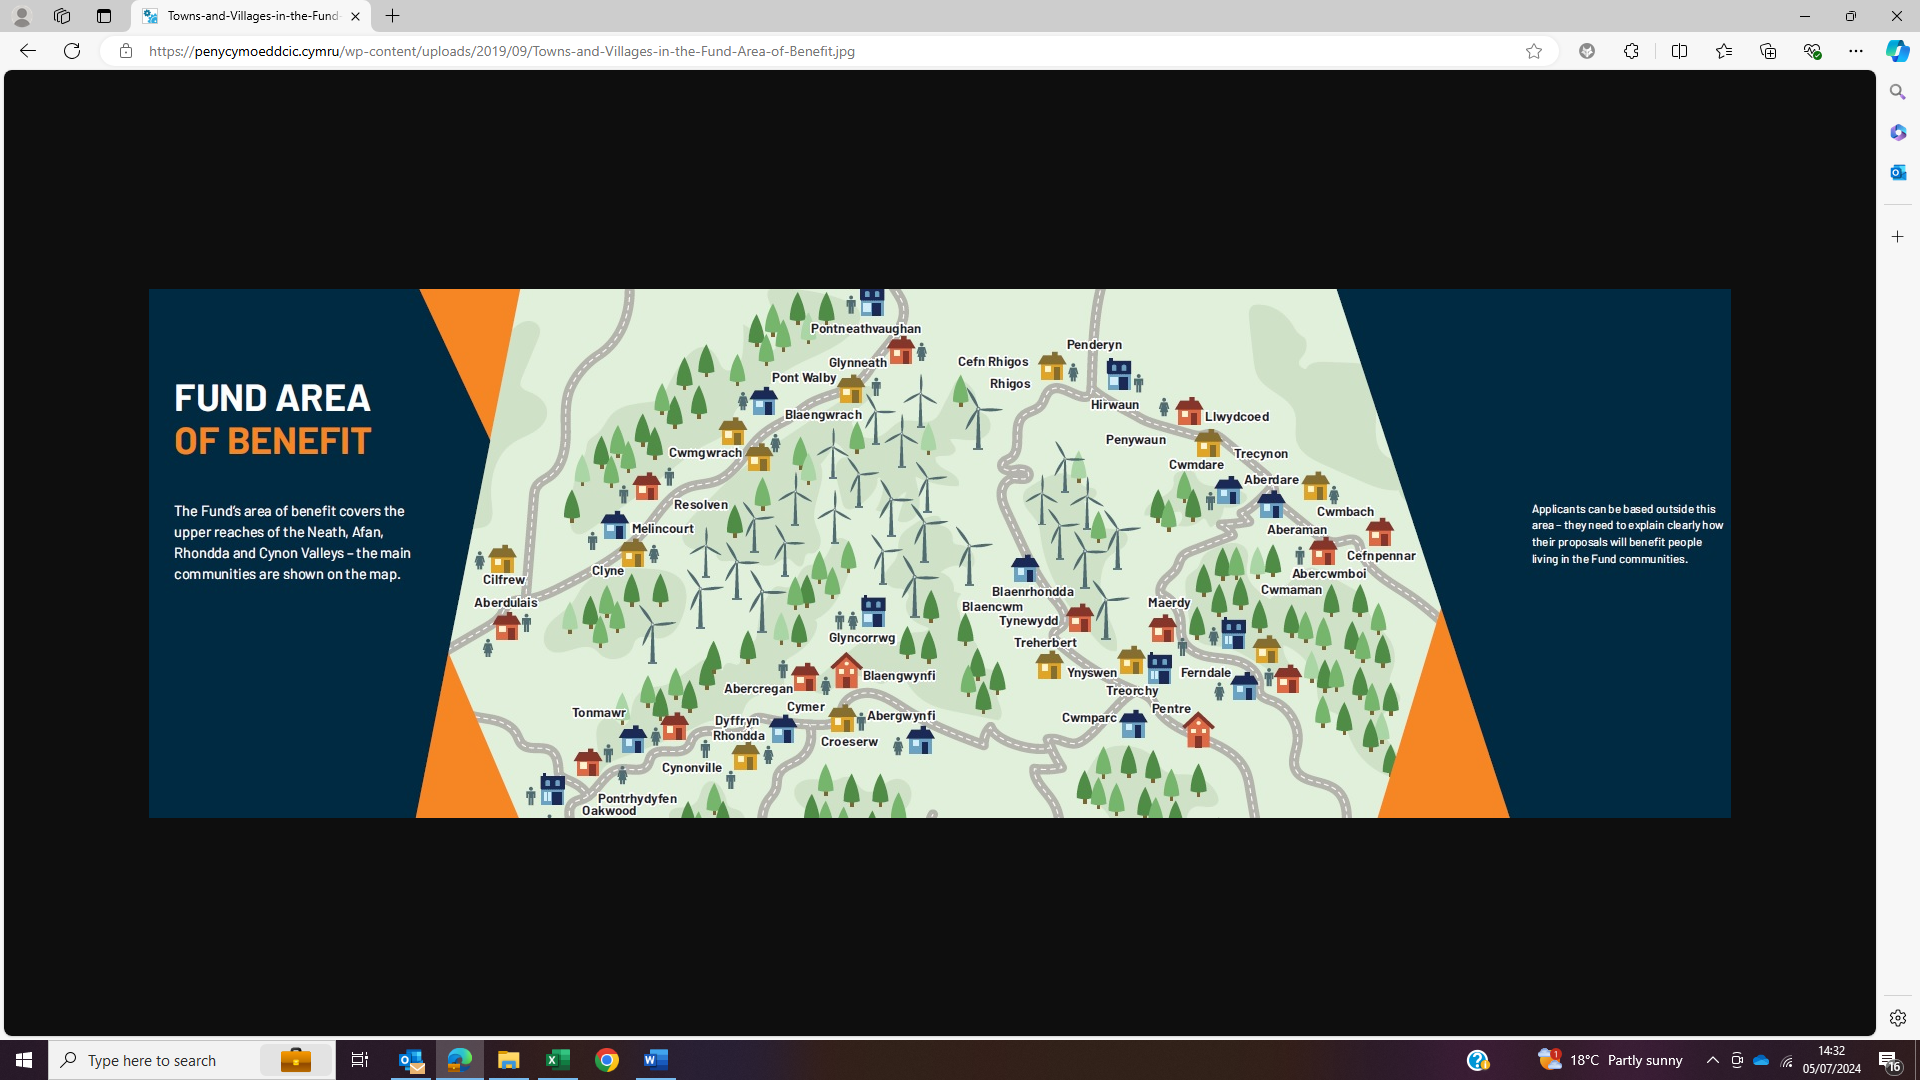 Towns-and-Villages-in-the-Fund-
https://penycymoeddcic.cymru/wp-content/uploads/2019/09/Towns-and-Villages-in-the-Fund-Area-of-Benefit.jpg
FUND AREA
OF BENEFIT
The Fund's area of benefit covers the
upper reaches of the Neath, Afan,
Rhondda and Cynon Valleys – the main
communities are shown on the map.
Pontneathvaughan
Glynneath
Pont Walby
Blaengwrach
Cwmgwrach
Resolven
Melincourt
Clyne
Cilfrew
Aberdulais
Penderyn
Cefn Rhigos
Rhigos
Hirwaun
Llwydcoed
Penywaun
Trecynon
Cwmdare
Aberdare
Cwmbach
Aberaman
Cefnpennar
Abercwmboi
Cwmaman
Blaenrhondda
Blaencwm
Tynewydd
Treherbert
Maerdy
Ynyswen
Ferndale
Treorchy
Pentre
Cwmparc
Glyncorrwg
Blaengwynfi
Abercregan
Cymer
Abergwynfi
Croeserw
Tonmawr
Dyffryn
Rhondda
Cynonville
Pontrhydyfen
Oakwood
Applicants can be based outside this
area – they need to explain clearly how
their proposals will benefit people
living in the Fund communities.
Type here to search
1
18°C Partly sunny
14:32
05/07/2024
16